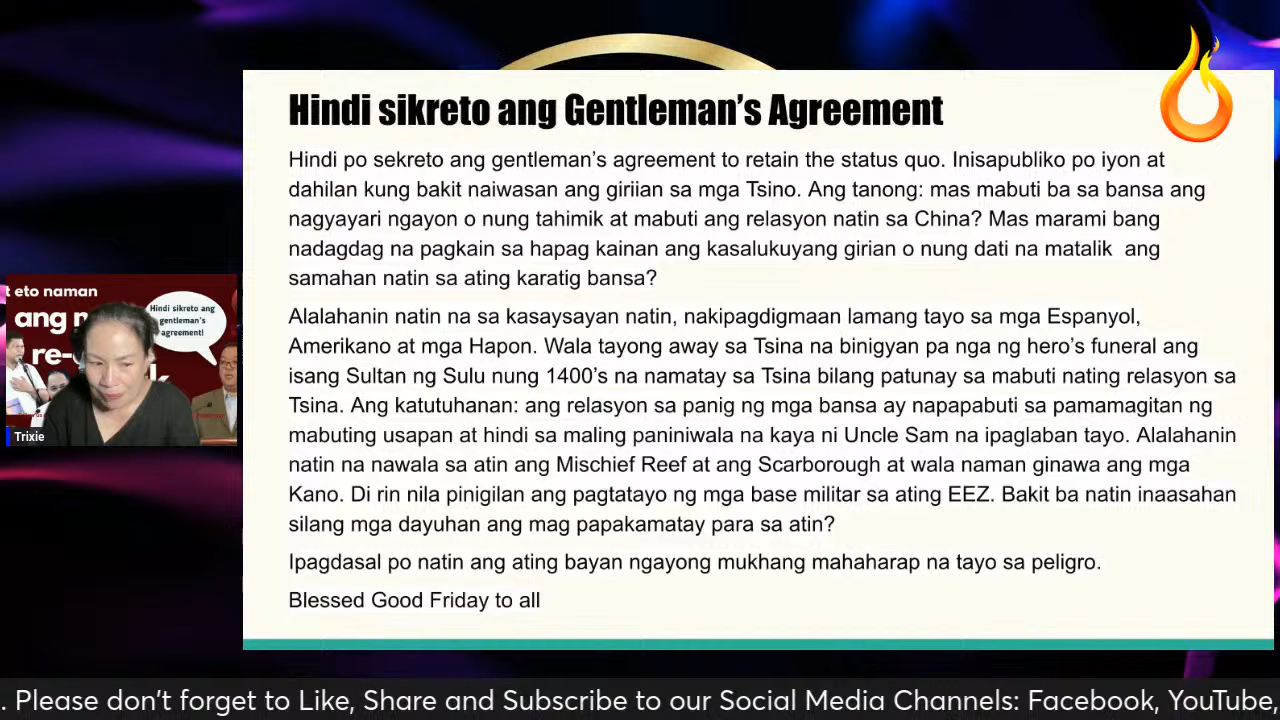 Hindi sikreto ang Gentleman's Agreement
Hindi po sekreto ang gentleman's agreement to retain the status quo. Inisapubliko po iyon at
dahilan kung bakit naiwasan ang giriian sa mga Tsino. Ang tanong: mas mabuti ba sa bansa ang
nagyayari ngayon o nung tahimik at mabuti ang relasyon natin sa China? Mas marami bang
nadagdag na pagkain sa hapag kainan ang kasalukuyang girian o nung dati na matalik ang
samahan natin sa ating karatig bansa?
Alalahanin natin na sa kasaysayan natin, nakipagdigmaan lamang tayo sa mga Espanyol,
Amerikano at mga Hapon. Wala tayong away sa Tsina na binigyan pa nga ng hero's funeral ang
isang Sultan ng Sulu nung 1400's na namatay sa Tsina bilang patunay sa mabuti nating relasyon sa
Tsina. Ang katutuhanan: ang relasyon sa panig ng mga bansa ay napapabuti sa pamamagitan ng
mabuting usapan at hindi sa maling paniniwala na kaya ni Uncle Sam na ipaglaban tayo. Alalahanin
natin na nawala sa atin ang Mischief Reef at ang Scarborough at wala naman ginawa ang mga
Kano. Di rin nila pinigilan ang pagtatayo ng mga base militar sa ating EEZ. Bakit ba natin inaasahan
silang mga dayuhan ang mag papakamatay para sa atin?
Ipagdasal po natin ang ating bayan ngayong mukhang mahaharap na tayo sa peligro.
Blessed Good Friday to all
t eto naman
ang
re-
Hindi sikreto ang
gentleman's
agreement!
Trixie
. Please don't forget to Like, Share and Subscribe to our Social Media Channels: Facebook, YouTube,